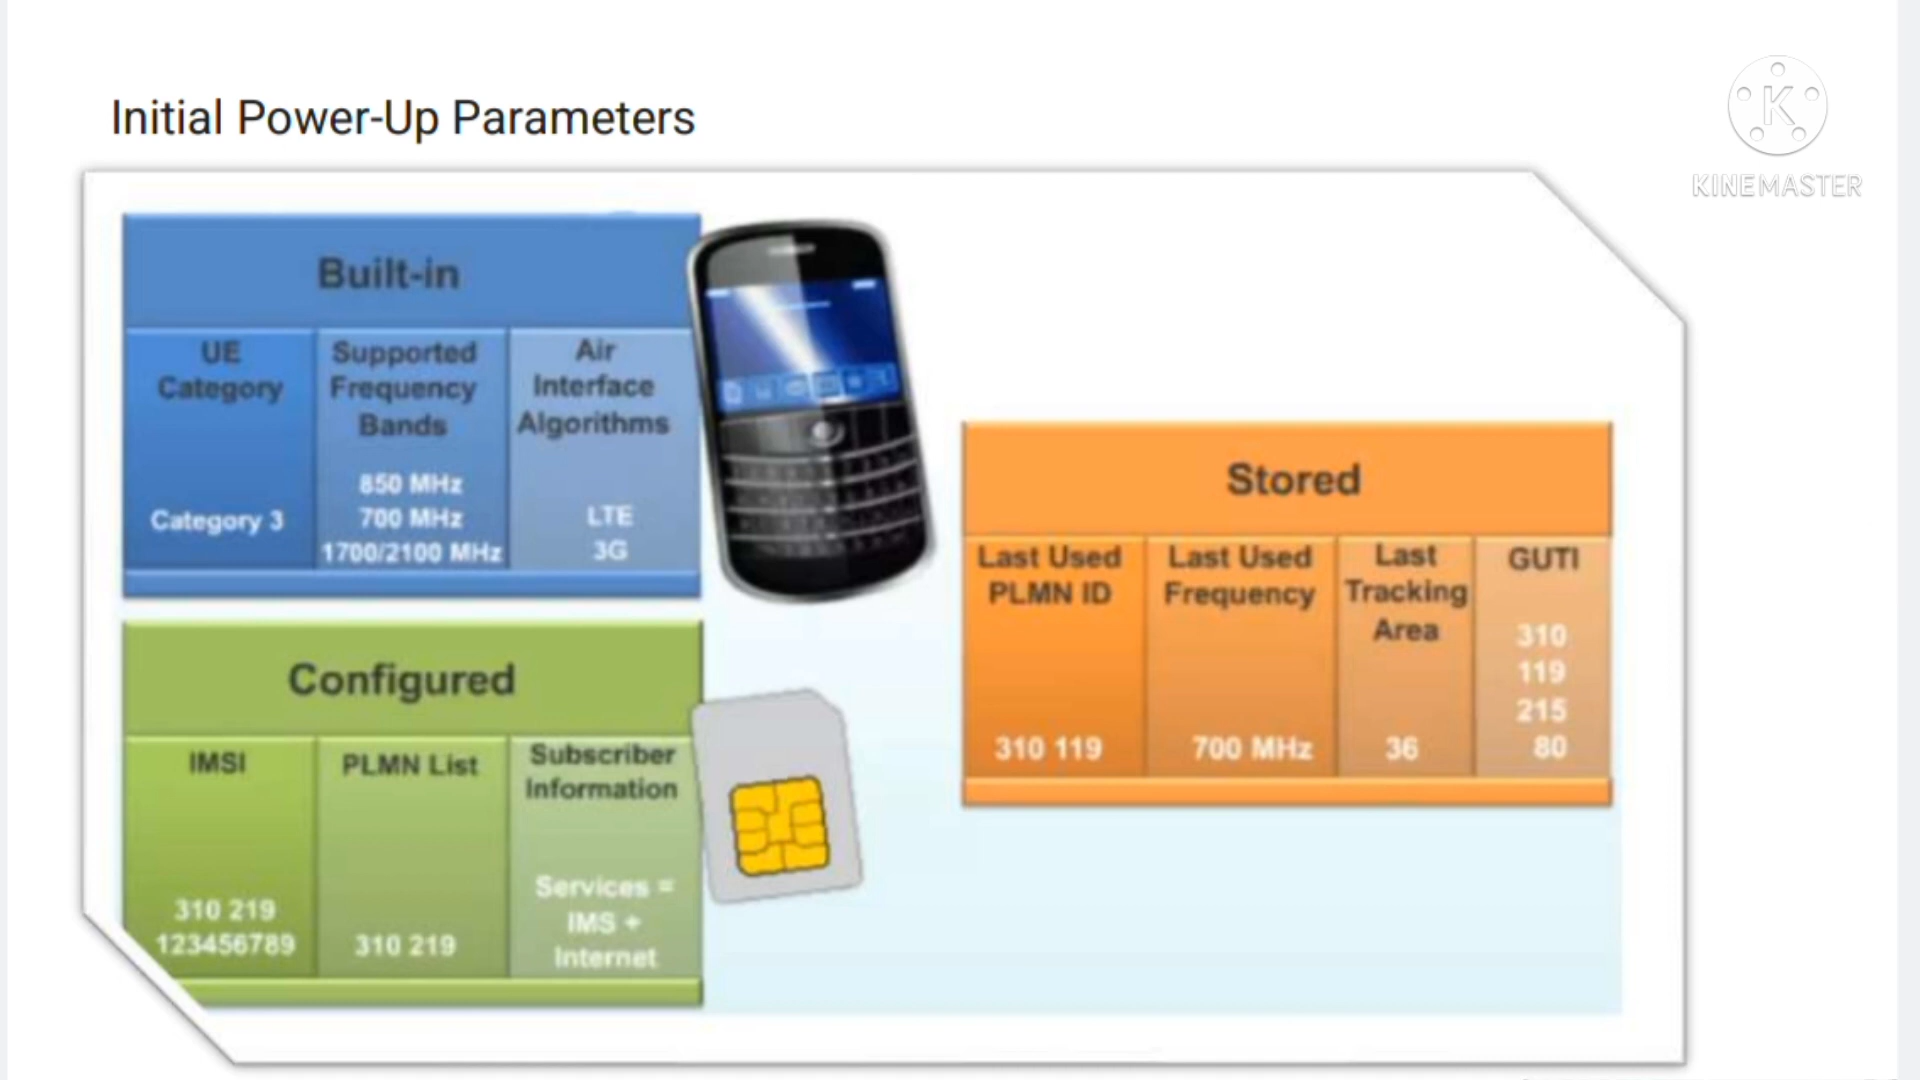 Initial Power-Up Parameters
K
KINEMASTER
Built-in
UE
Category
Category 3
Supported
Frequency
Bands
850 MHz
700 MHz
1700/2100 MHz
Air
Interface
Algorithms
LTE
3G
Configured
IMSI
310 219
123456789
PLMN List
310 219
Subscriber
Information
Services =
IMS +
Internet
Stored
Last Used
PLMN ID
310 119
Last Used
Frequency
700 MHz
Last
Tracking
Area
36
GUTI
310
119
215
80